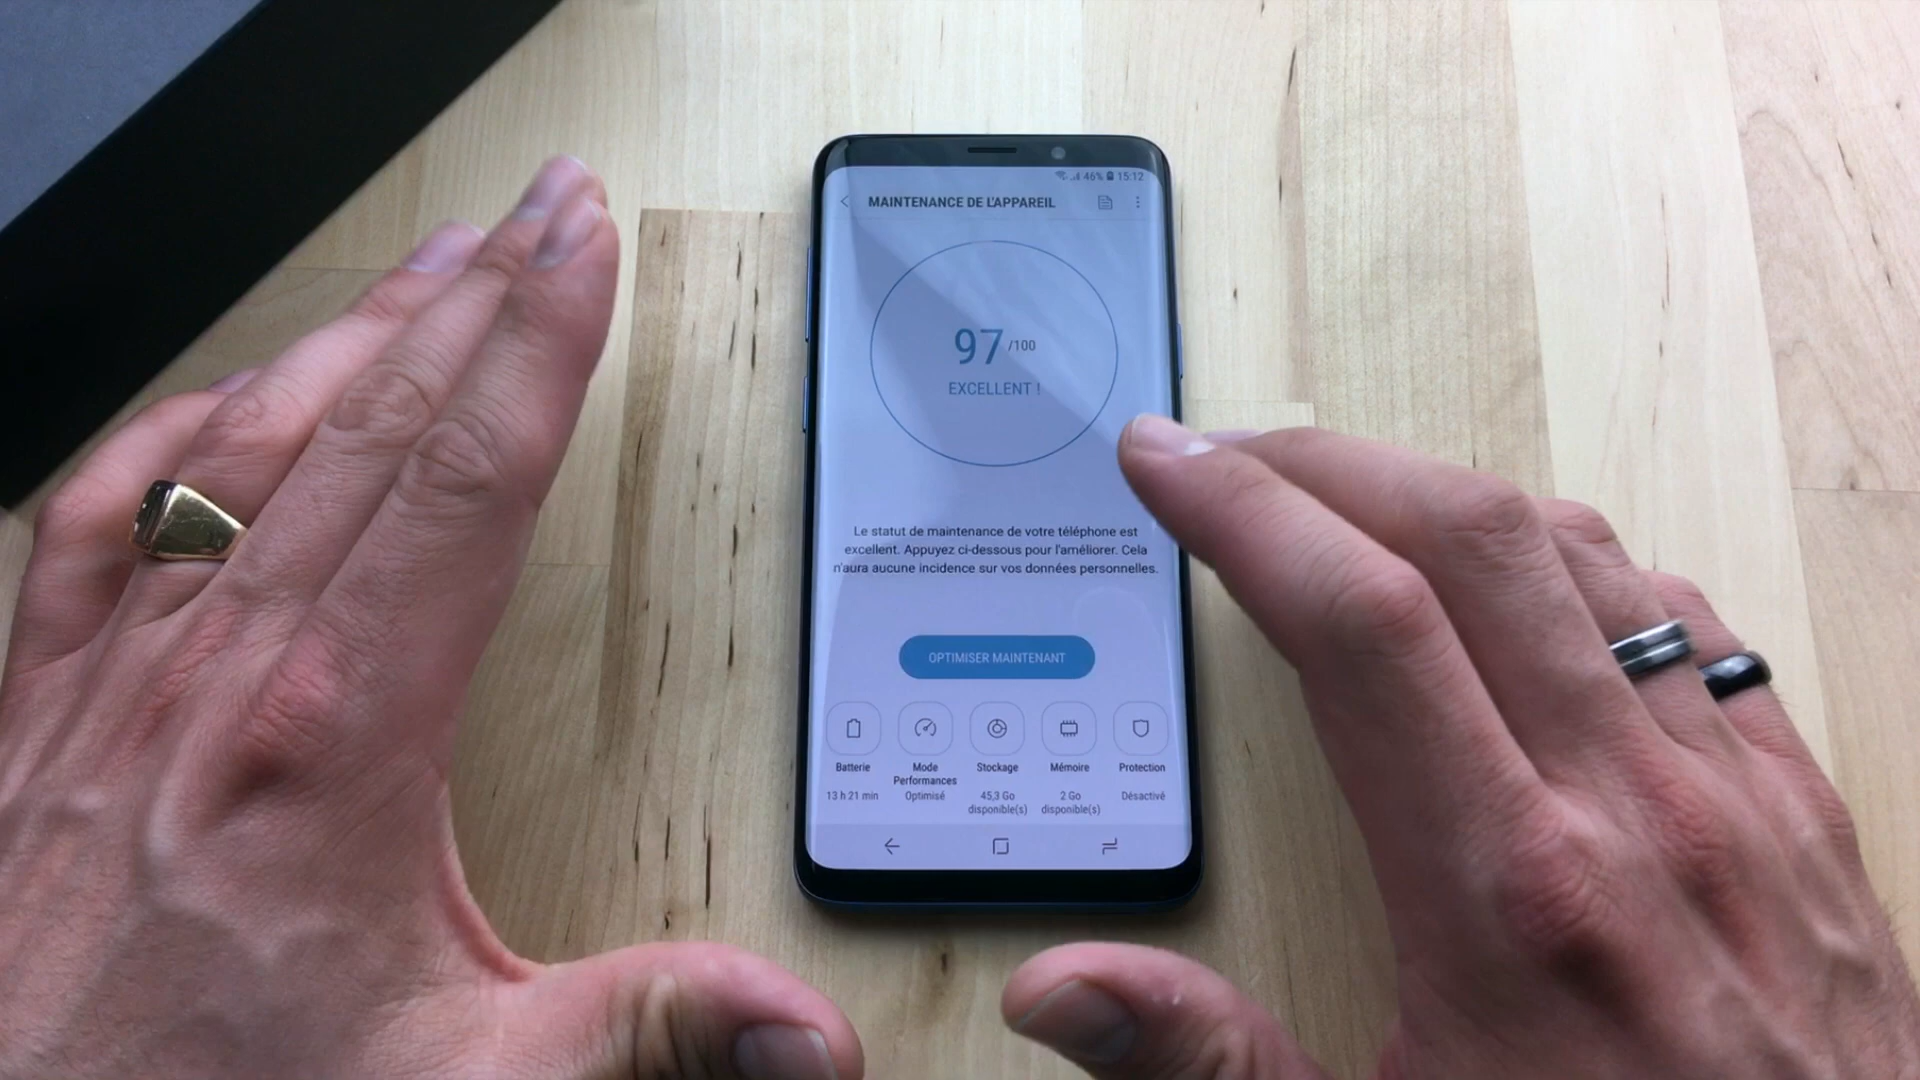 46% 15:12
MAINTENANCE DE L'APPAREIL
97 /100
EXCELLENT !
Le statut de maintenance de votre téléphone est
excellent. Appuyez ci-dessous pour l'améliorer. Cela
n'aura aucune incidence sur vos données personnelles.
OPTIMISER MAINTENANT
Batterie
13 h 21 min
Mode
Performances
Optimisé
Stockage
45,3 Go
disponible(s)
Mémoire
2 Go
disponible(s)
Protection
Désactivé